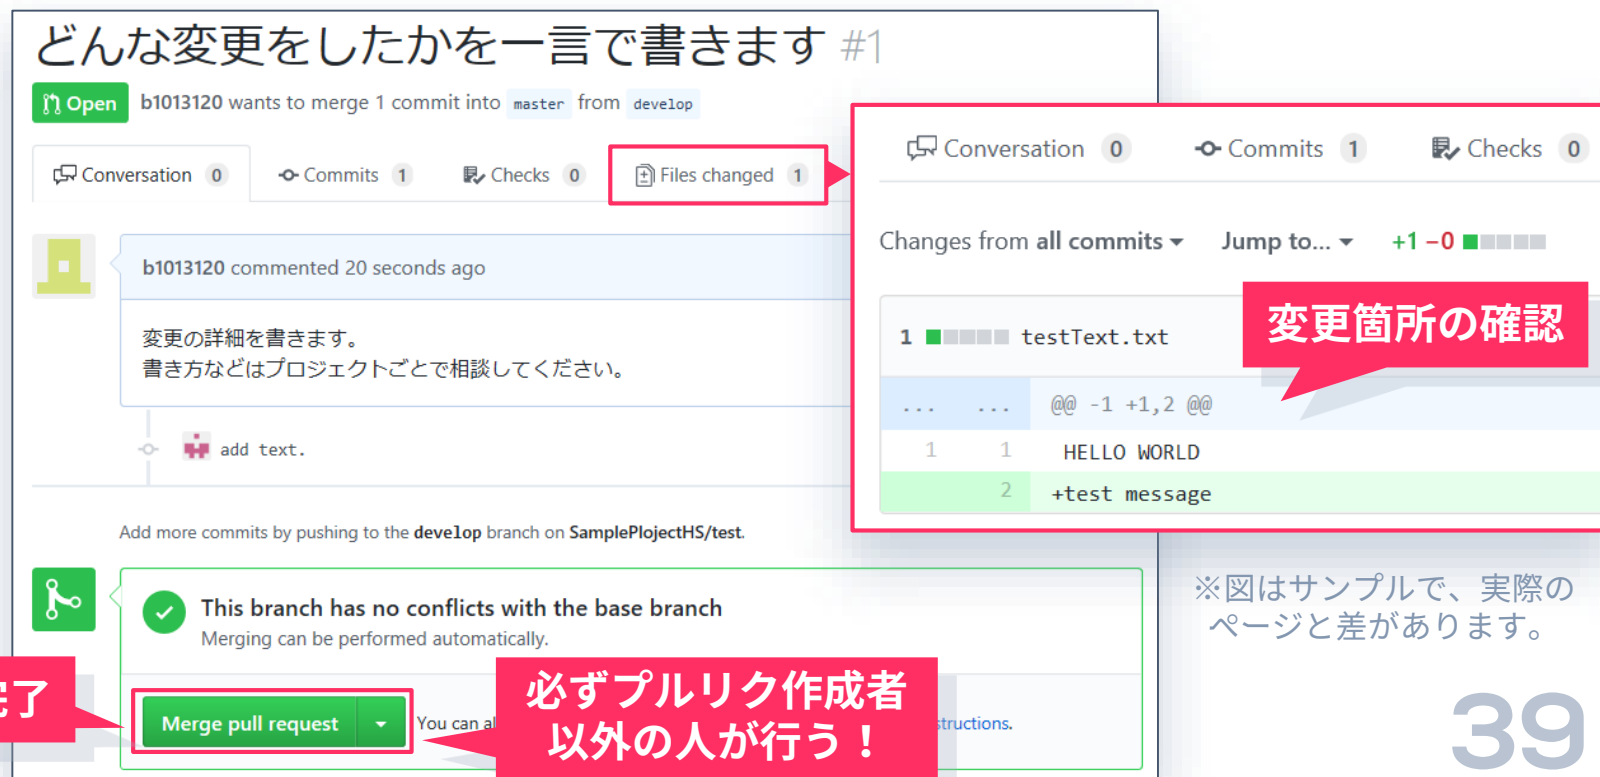 どんな変更をしたかを一言で書きます #1
Open b1013120 wants to merge 1 commit into master from develop
Conversation 0 Commits 1 Checks 0 Files changed 1
b1013120 commented 20 seconds ago
変更の詳細を書きます。
書き方などはプロジェクトごとで相談してください。
add text.
Add more commits by pushing to the develop branch on SamplePlojectHS/test.
This branch has no conflicts with the base branch
Merging can be performed automatically.
完了
Merge pull request
You can al
structions.
必ずプルリク作成者
以外の人が行う！
Conversation 0 Commits 1 Checks 0
Changes from all commits Jump to... +1 −0
1 testText.txt
変更箇所の確認
... ... @@ -1 +1,2 @@
1 1 HELLO WORLD
2 +test message
※図はサンプルで、実際の
ページと差があります。
39